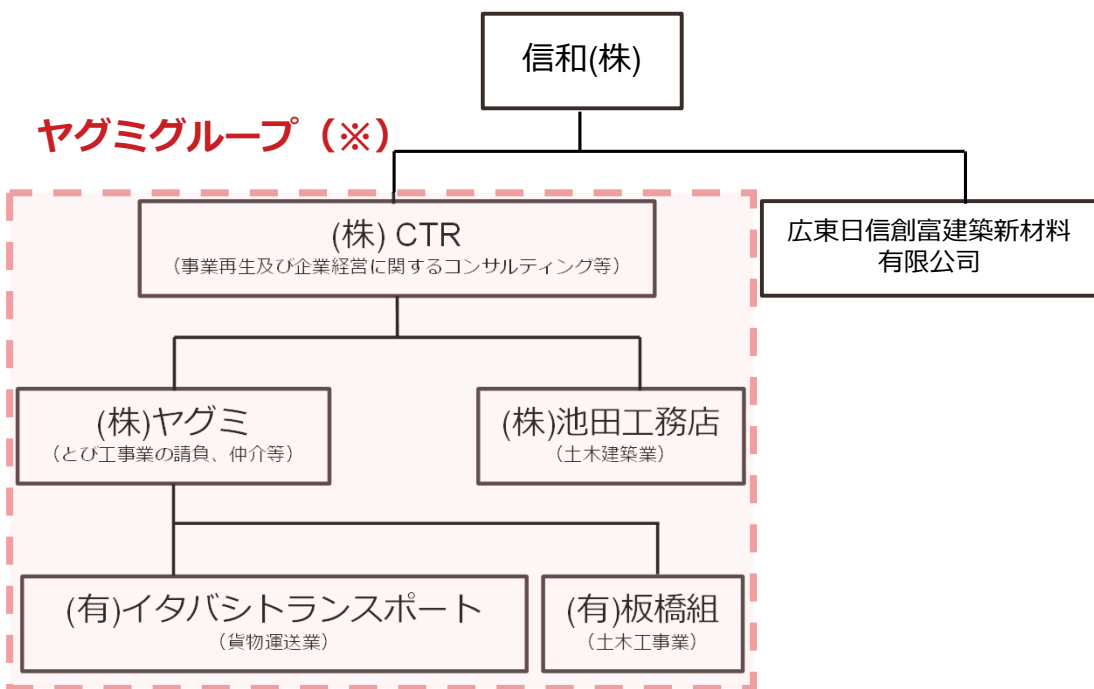 信和(株)
ヤグミグループ（※）
(株) CTR
（事業再生及び企業経営に関するコンサルティング等）
広東日信創富建築新材料
有限公司
(株)ヤグミ
（とび工事業の請負、仲介等）
(株)池田工務店
（土木建築業）
(有)イタバシトランスポート
（貨物運送業）
(有)板橋組
（土木工事業）